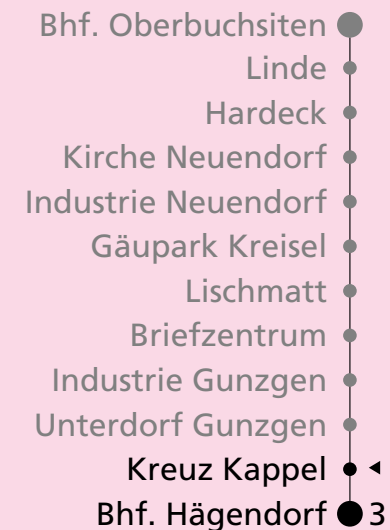 Bhf. Oberbuchsiten
Linde
Hardeck
Kirche Neuendorf
Industrie Neuendorf
Gäupark Kreisel
Lischmatt
Briefzentrum
Industrie Gunzgen
Unterdorf Gunzgen
Kreuz Kappel
Bhf. Hägendorf 3